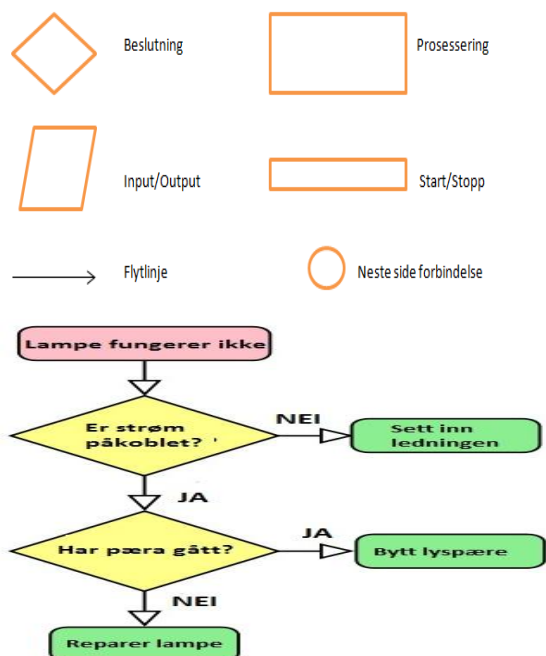 Beslutning
Prosessering
Input/Output
Start/Stopp
Flytlinje
Neste side forbindelse
Lampe fungerer ikke
Er strøm
påkoblet?
NEI
Sett inn
ledningen
JA
Har pæra gått?
JA
Bytt lyspære
NEI
Reparer lampe